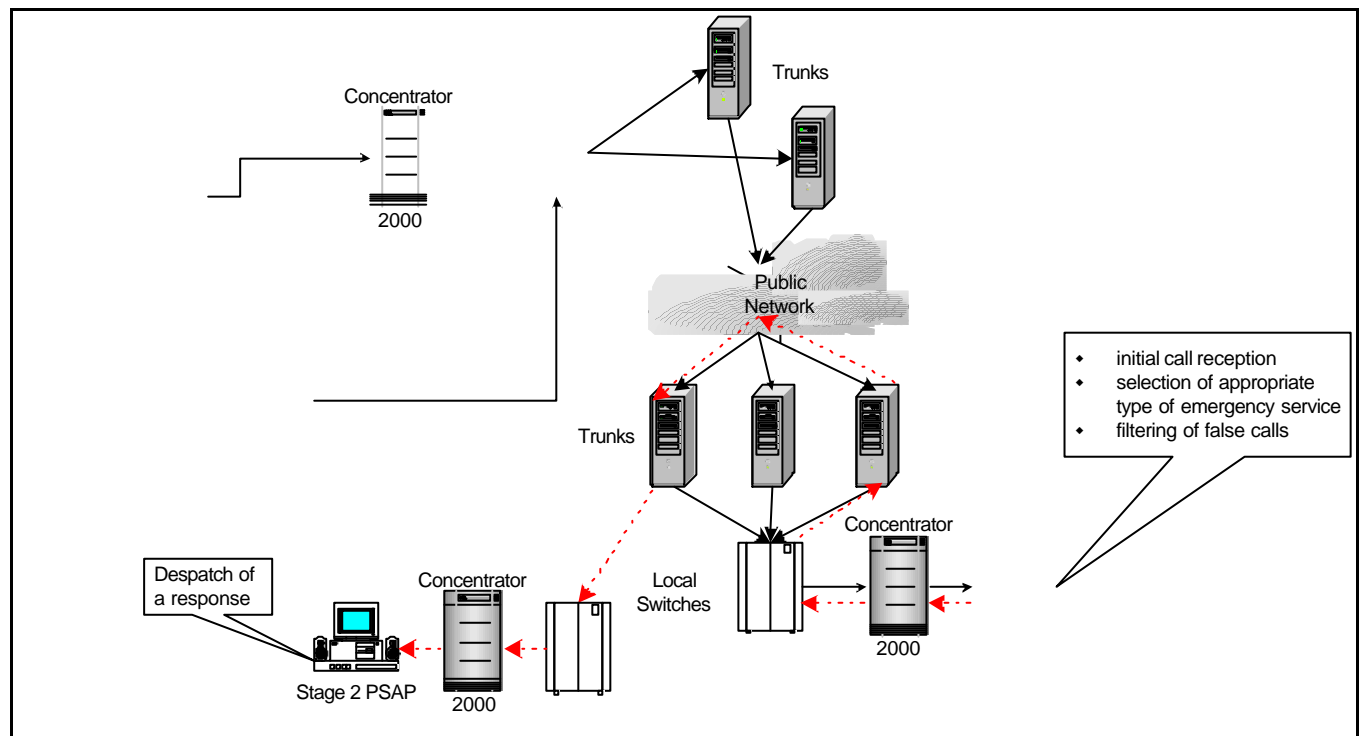 Trunks
Concentrator
2000
Public
Network
initial call reception
selection of appropriate
type of emergency service
filtering of false calls
Trunks
Concentrator
Despatch of
a response
Concentrator
Local
Switches
2000
Stage 2 PSAP
2000